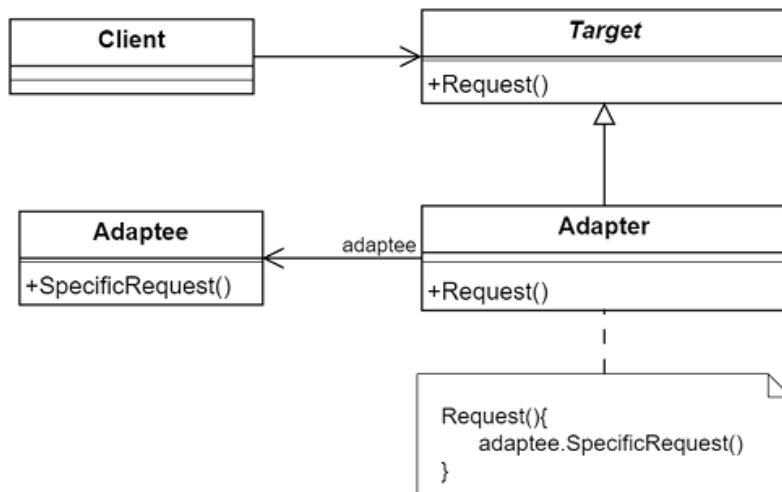 Client
Target
+Request()
Adaptee
+SpecificRequest()
adaptee
Adapter
+Request()
Request(){
adaptee.SpecificRequest()
}